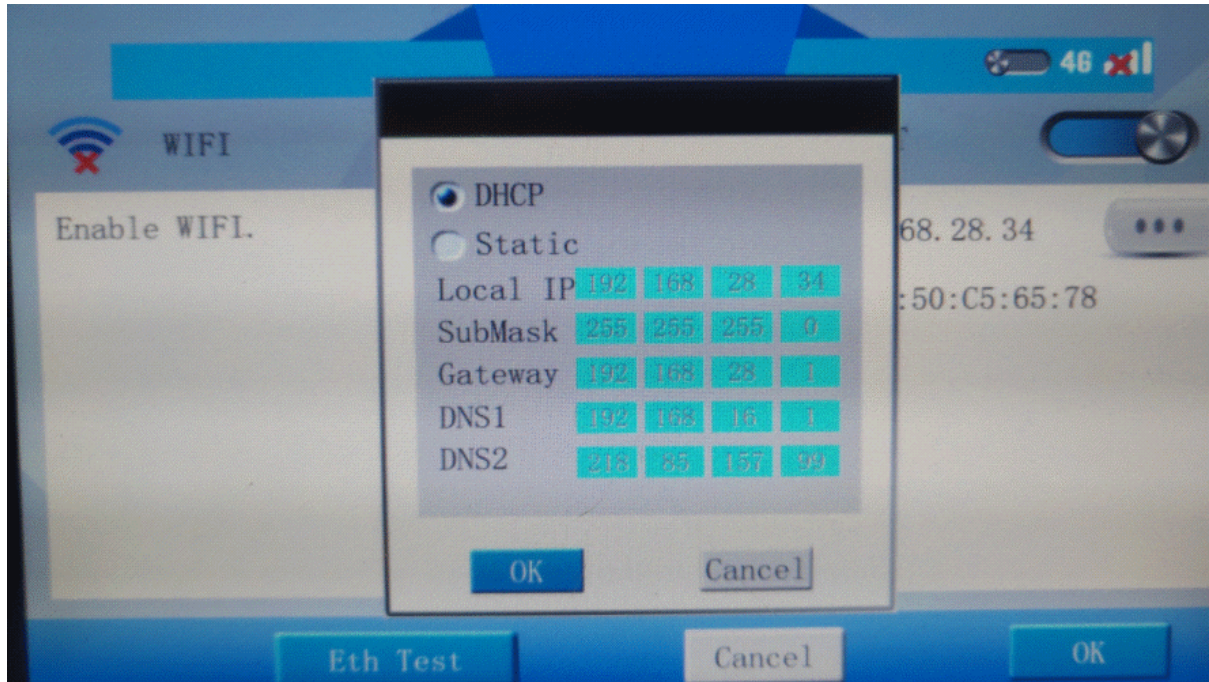 4G
WIFI
Enable WIFI.
68.28.34
:50:C5:65:78
DHCP
Static
Local IP 192 168 28 34
SubMask 255 255 255 0
Gateway 192 168 28 1
DNS1 192 168 16 1
DNS2 218 85 157 99
OK Cancel
Eth Test Cancel OK